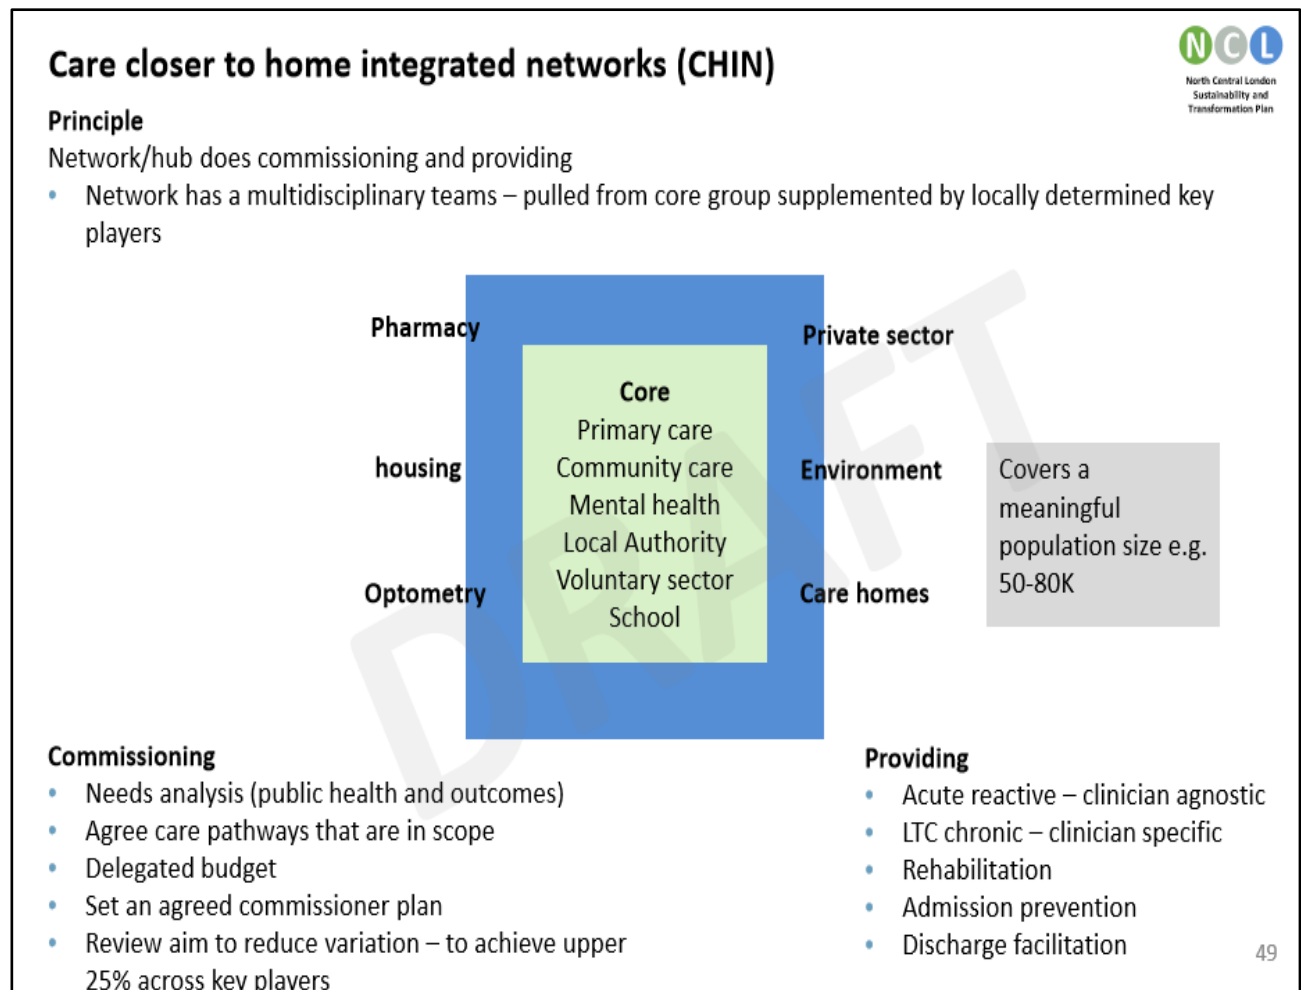 Care closer to home integrated networks (CHIN)
N C L
North Central London
Sustainability and
Transformation Plan
Principle
Network/hub does commissioning and providing
• Network has a multidisciplinary teams – pulled from core group supplemented by locally determined key
players
Pharmacy
Private sector
Core
Primary care
Community care
Mental health
Local Authority
Voluntary sector
School
housing
Environment
Optometry
Care homes
Covers a
meaningful
population size e.g.
50-80K
DRAFT
Commissioning
• Needs analysis (public health and outcomes)
• Agree care pathways that are in scope
• Delegated budget
• Set an agreed commissioner plan
• Review aim to reduce variation – to achieve upper
25% across key players
Providing
• Acute reactive – clinician agnostic
• LTC chronic – clinician specific
• Rehabilitation
• Admission prevention
• Discharge facilitation
49